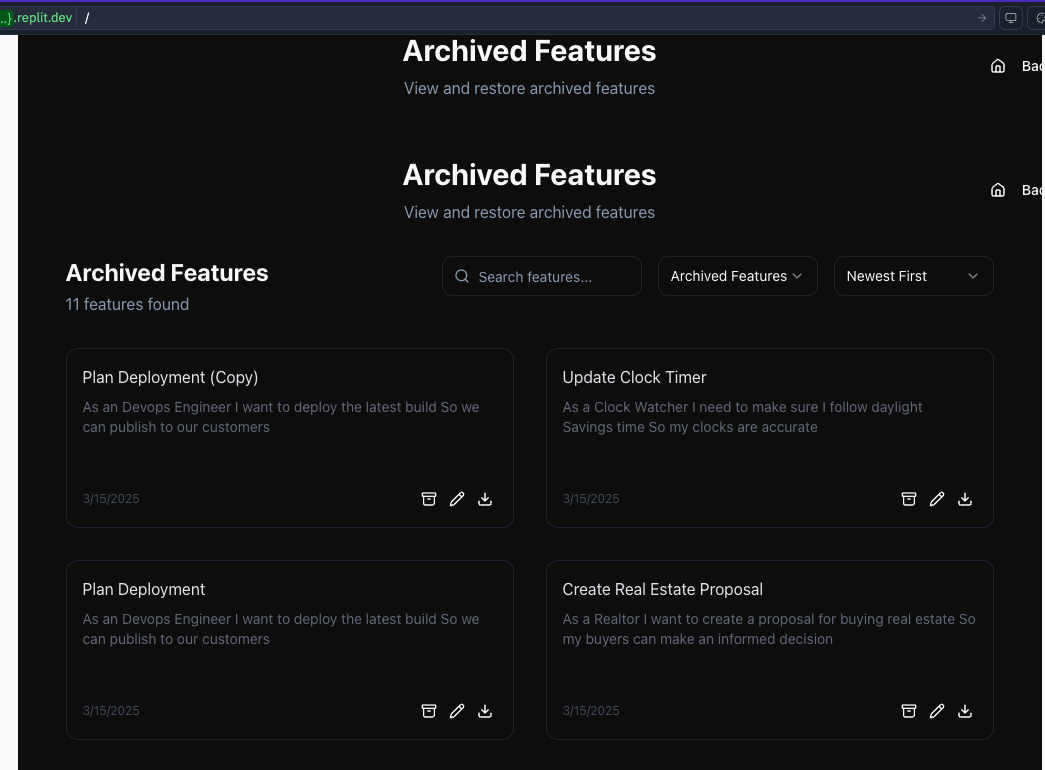 ..}.replit.dev /
Archived Features
View and restore archived features
Bac
Archived Features
View and restore archived features
Bac
Archived Features
11 features found
Search features...
Archived Features
Newest First
Plan Deployment (Copy)
As an Devops Engineer I want to deploy the latest build So we
can publish to our customers
3/15/2025
Update Clock Timer
As a Clock Watcher I need to make sure I follow daylight
Savings time So my clocks are accurate
3/15/2025
Plan Deployment
As an Devops Engineer I want to deploy the latest build So we
can publish to our customers
3/15/2025
Create Real Estate Proposal
As a Realtor I want to create a proposal for buying real estate So
my buyers can make an informed decision
3/15/2025